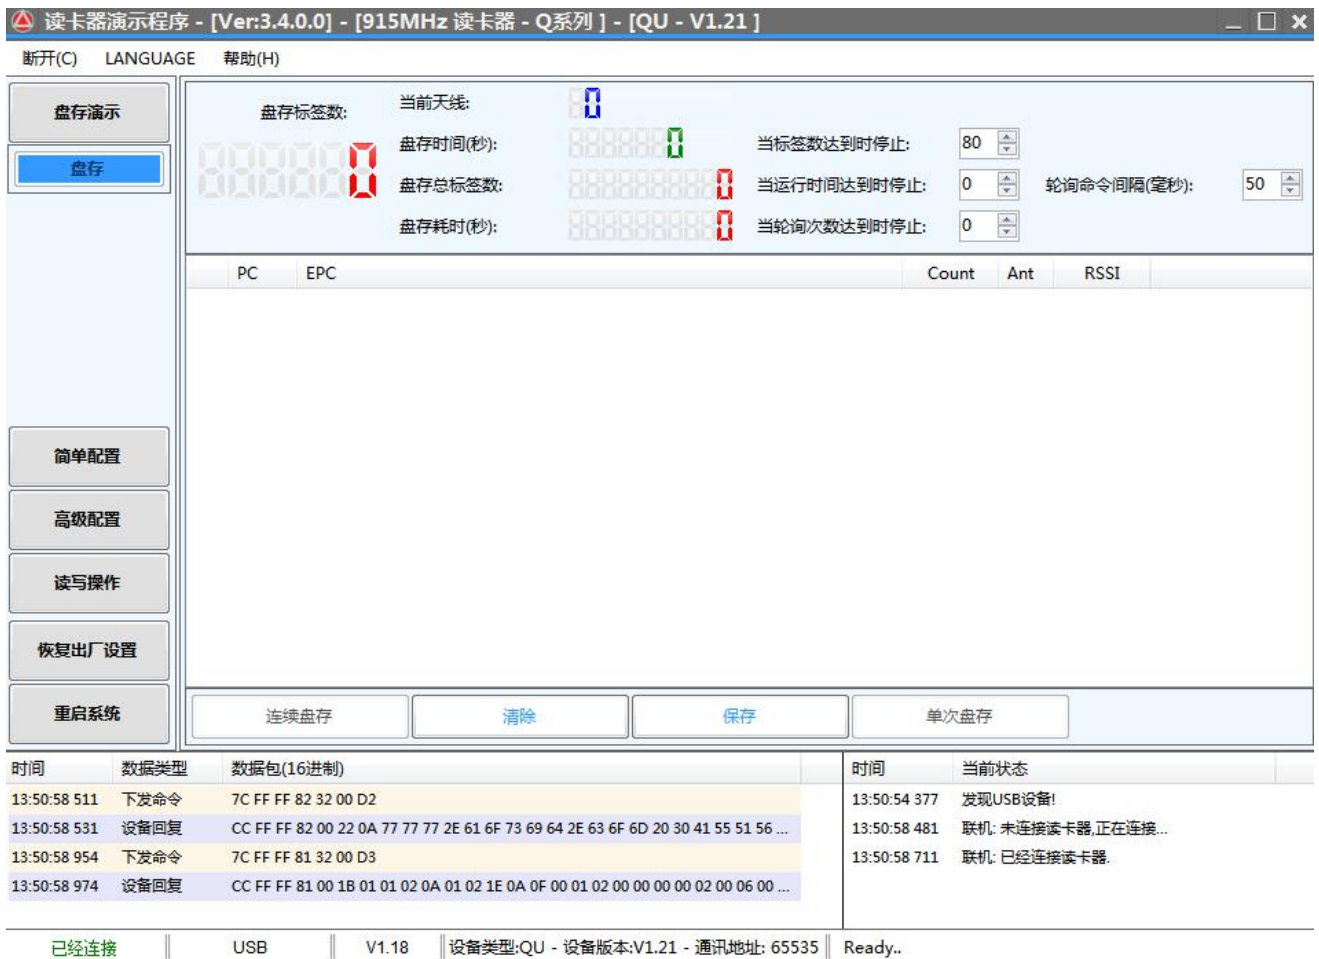 读卡器演示程序 - [Ver:3.4.0.0] - [915MHz 读卡器 - Q系列 ] - [QU - V1.21 ]
断开(C) LANGUAGE 帮助(H)
盘存演示
盘存
简单配置
高级配置
读写操作
恢复出厂设置
重启系统
盘存标签数: 0
当前天线: 0
盘存时间(秒): 0 当标签数达到时停止: 80
盘存总标签数: 0 当运行时间达到时停止: 0 轮询命令间隔(毫秒): 50
盘存耗时(秒): 0 当轮询次数达到时停止: 0
PC EPC Count Ant RSSI
连续盘存 清除 保存 单次盘存
时间 数据类型 数据包(16进制)
13:50:58 511 下发命令 7C FF FF 82 32 00 D2
13:50:58 531 设备回复 CC FF FF 82 00 22 0A 77 77 77 2E 61 6F 73 69 64 2E 63 6F 6D 20 30 41 55 51 56 ...
13:50:58 954 下发命令 7C FF FF 81 32 00 D3
13:50:58 974 设备回复 CC FF FF 81 00 1B 01 01 02 0A 01 02 1E 0A 0F 00 01 02 00 00 00 00 02 00 06 00 ...
时间 当前状态
13:50:54 377 发现USB设备!
13:50:58 481 联机: 未连接读卡器,正在连接...
13:50:58 711 联机: 已经连接读卡器.
已经连接 USB V1.18 设备类型:QU - 设备版本:V1.21 - 通讯地址: 65535 Ready..